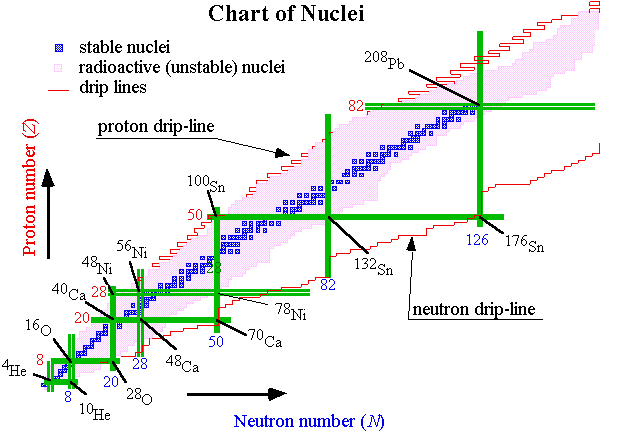 Chart of Nuclei
stable nuclei
radioactive (unstable) nuclei
drip lines
208Pb
82
proton drip-line
100Sn
50
56Ni
48Ni
28
40Ca
20
16O
8
4He
8
10He
20
28O
28
48Ca
50
70Ca
78Ni
28
82
132Sn
126
176Sn
neutron drip-line
Proton number (Z)
Neutron number (N)